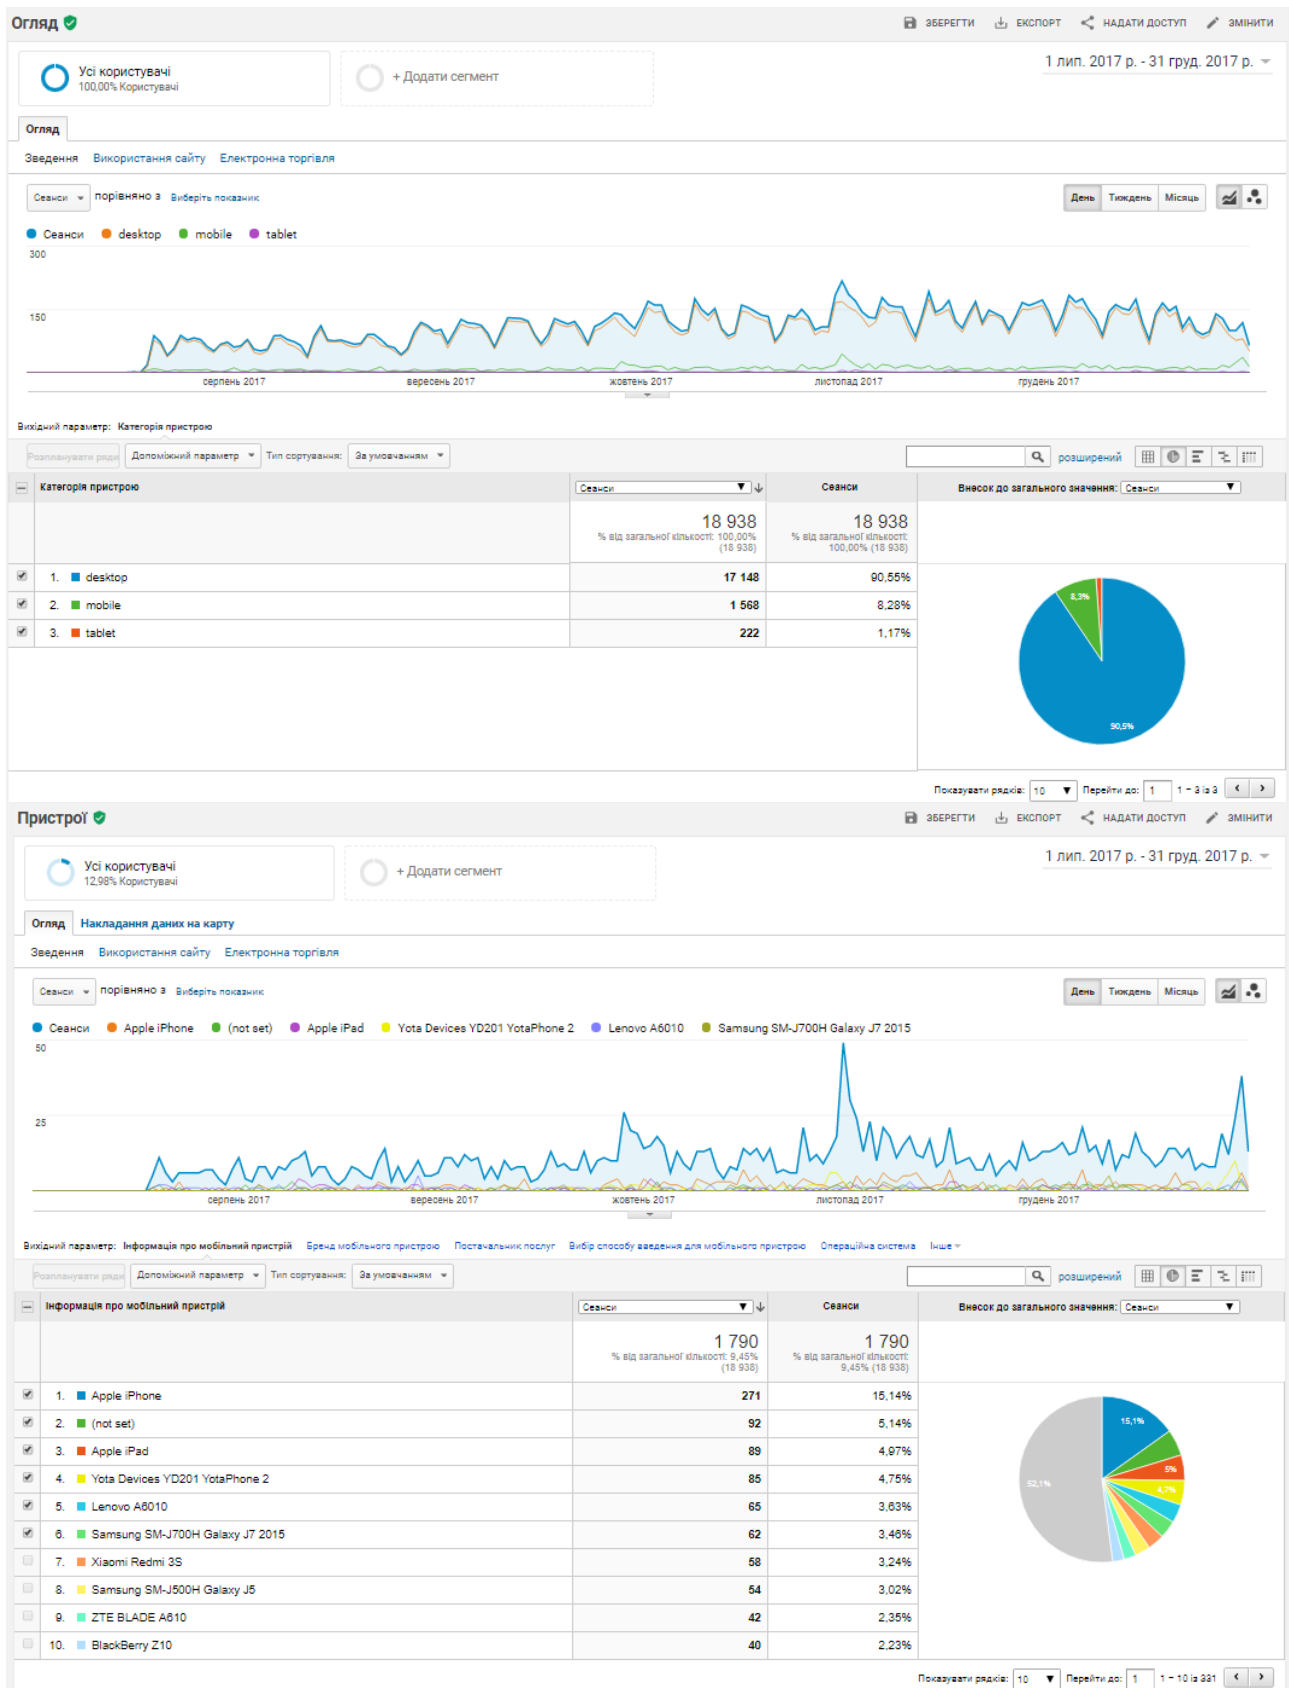 Огляд
ЗБЕРЕГТИ ЕКСПОРТ НАДАТИ ДОСТУП ЗМІНИТИ
Усі користувачі
100,00% Користувачі
+ Додати сегмент
1 лип. 2017 р. - 31 груд. 2017 р.
Огляд
Зведення Використання сайту Електронна торгівля
Сеанси порівняно з Виберіть показник
День Тиждень Місяць
Сеанси desktop mobile tablet
300
150
серпень 2017 вересень 2017 жовтень 2017 листопад 2017 грудень 2017
Вихідний параметр: Категорія пристрою
Розпланувати ряди Допоміжний параметр Тип сортування: За умовчанням розширений
Категорія пристрою Сеанси Сеанси Внесок до загального значення: Сеанси
18 938 18 938
% від загальної кількості: 100,00% % від загальної кількості:
(18 938) 100,00% (18 938)
1. desktop 17 148 90,55%
2. mobile 1 568 8,28%
3. tablet 222 1,17%
8,3%
90,5%
Показувати рядків: 10 Перейти до: 1 1 – 3 із 3
Пристрої
ЗБЕРЕГТИ ЕКСПОРТ НАДАТИ ДОСТУП ЗМІНИТИ
Усі користувачі
12,98% Користувачі
+ Додати сегмент
1 лип. 2017 р. - 31 груд. 2017 р.
Огляд Накладання даних на карту
Зведення Використання сайту Електронна торгівля
Сеанси порівняно з Виберіть показник
День Тиждень Місяць
Сеанси Apple iPhone (not set) Apple iPad Yota Devices YD201 YotaPhone 2 Lenovo A6010 Samsung SM-J700H Galaxy J7 2015
50
25
серпень 2017 вересень 2017 жовтень 2017 листопад 2017 грудень 2017
Вихідний параметр: Інформація про мобільний пристрій Бренд мобільного пристрою Постачальник послуг Вибір способу введення для мобільного пристрою Операційна система Інше
Розпланувати ряди Допоміжний параметр Тип сортування: За умовчанням розширений
Інформація про мобільний пристрій Сеанси Сеанси Внесок до загального значення: Сеанси
1 790 1 790
% від загальної кількості: 9,45% % від загальної кількості:
(18 938) 9,45% (18 938)
1. Apple iPhone 271 15,14%
2. (not set) 92 5,14%
3. Apple iPad 89 4,97%
4. Yota Devices YD201 YotaPhone 2 85 4,75%
5. Lenovo A6010 65 3,63%
6. Samsung SM-J700H Galaxy J7 2015 62 3,46%
7. Xiaomi Redmi 3S 58 3,24%
8. Samsung SM-J500H Galaxy J5 54 3,02%
9. ZTE BLADE A610 42 2,35%
10. BlackBerry Z10 40 2,23%
15,1%
5%
4,7%
52,1%
Показувати рядків: 10 Перейти до: 1 1 – 10 із 331